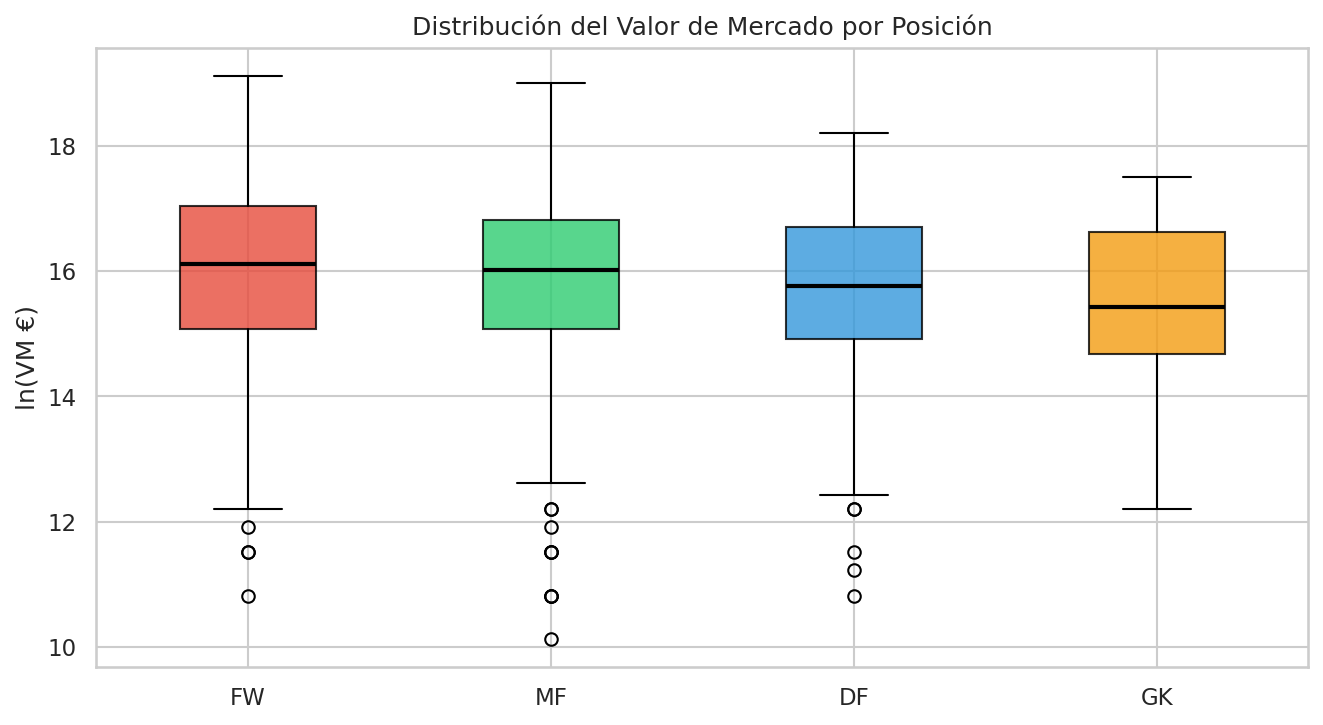 Distribución del Valor de Mercado por Posición
ln(VM €)
18
16
14
12
10
FW MF DF GK